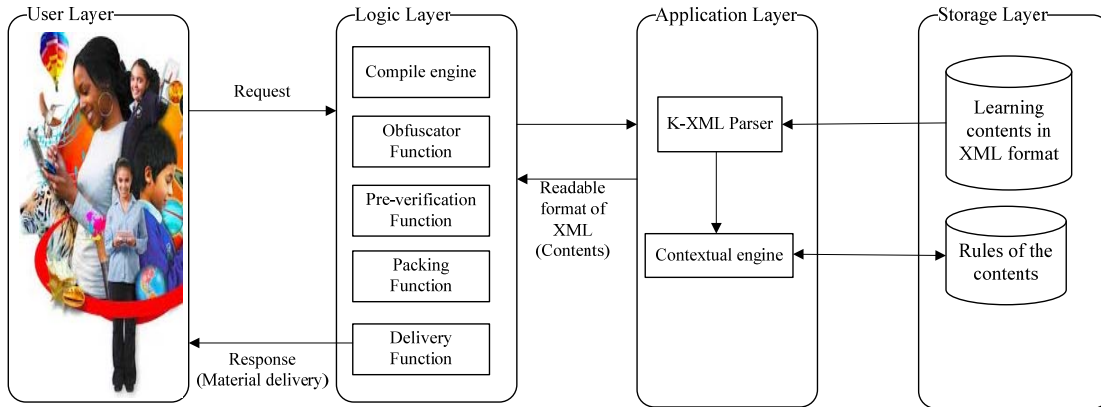 User Layer
Logic Layer
Application Layer
Storage Layer
Request
Compile engine
Obfuscator
Function
Pre-verification
Function
Packing
Function
Delivery
Function
Response
(Material delivery)
Readable
format of
XML
(Contents)
K-XML Parser
Contextual engine
Learning
contents in
XML format
Rules of the
contents